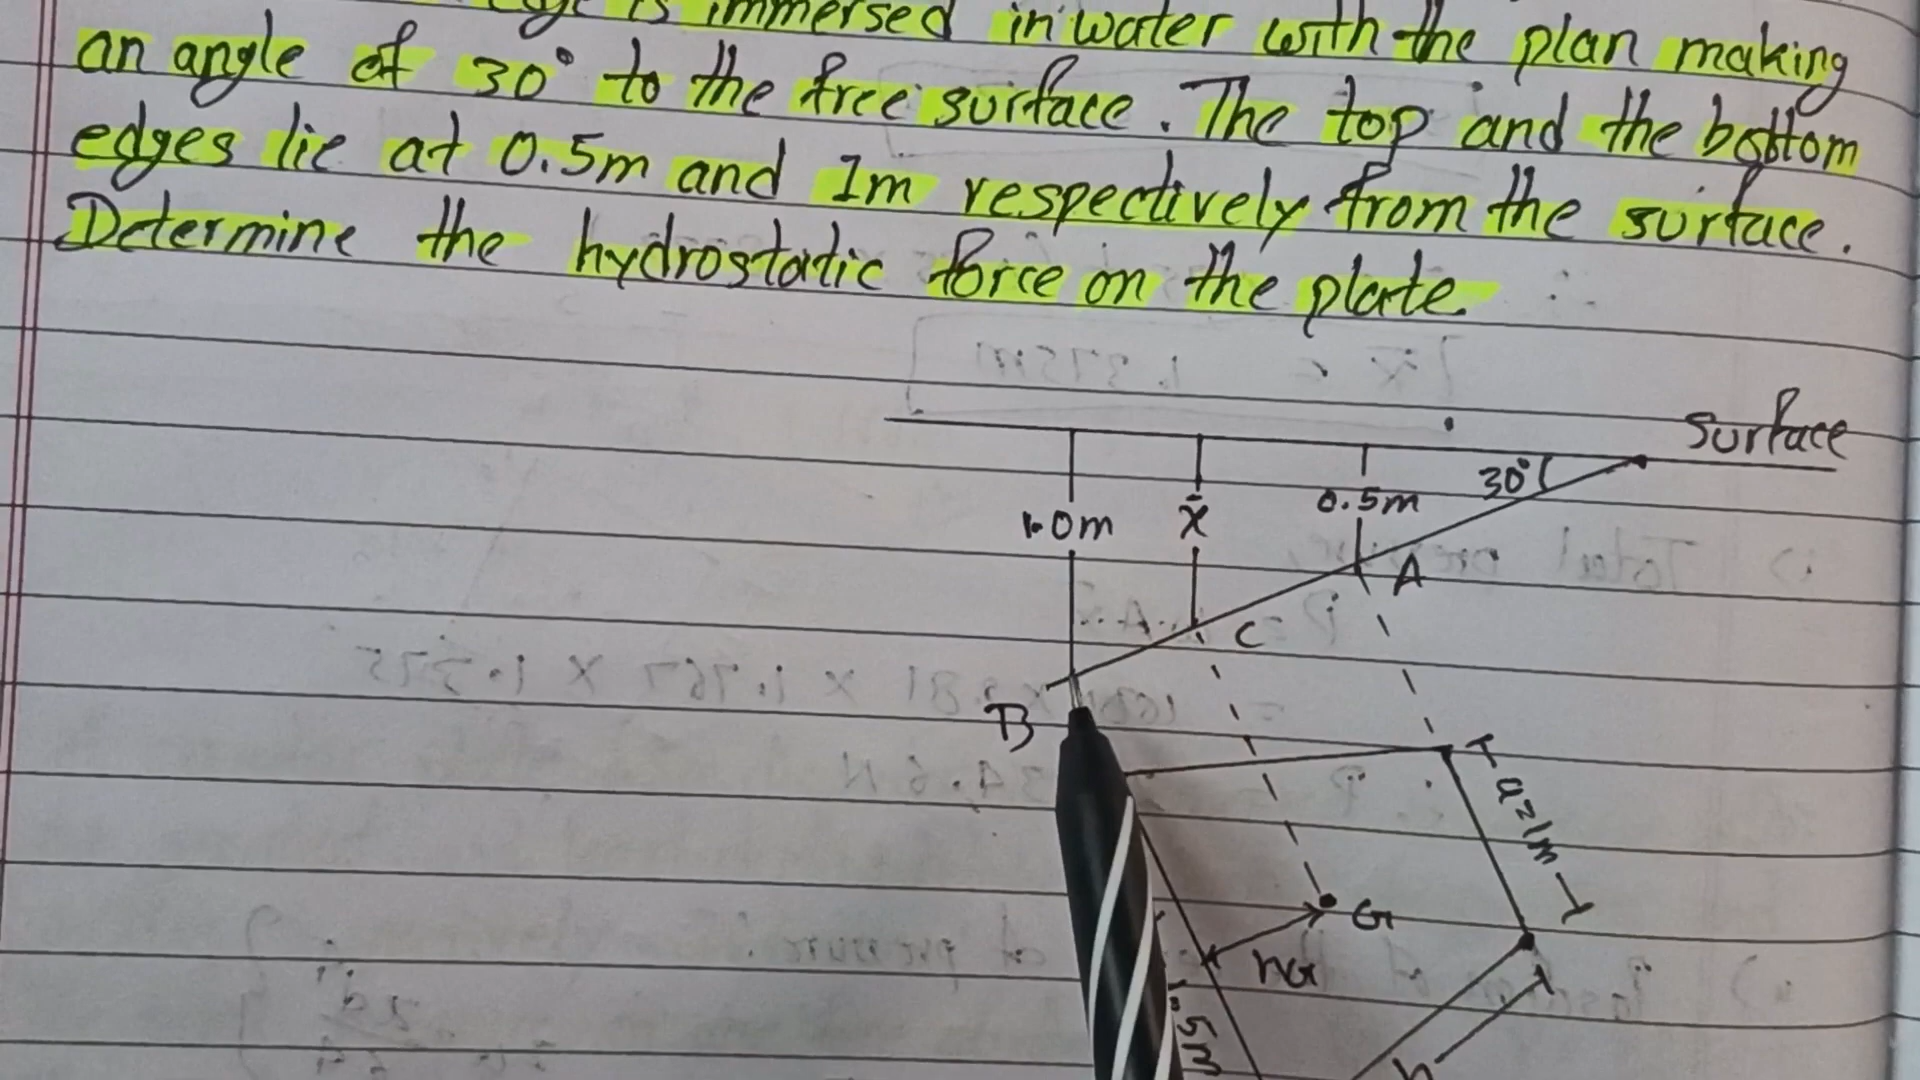 is immersed in water with the plan making
an angle of 30° to the free surface. The top and the bottom
edges lie at 0.5m and 1m respectively from the surface.
Determine the hydrostatic force on the plate.
Surface
30°
1.0m
x̄
0.5m
A
C
B
a=1m
G
hG
.5m
h